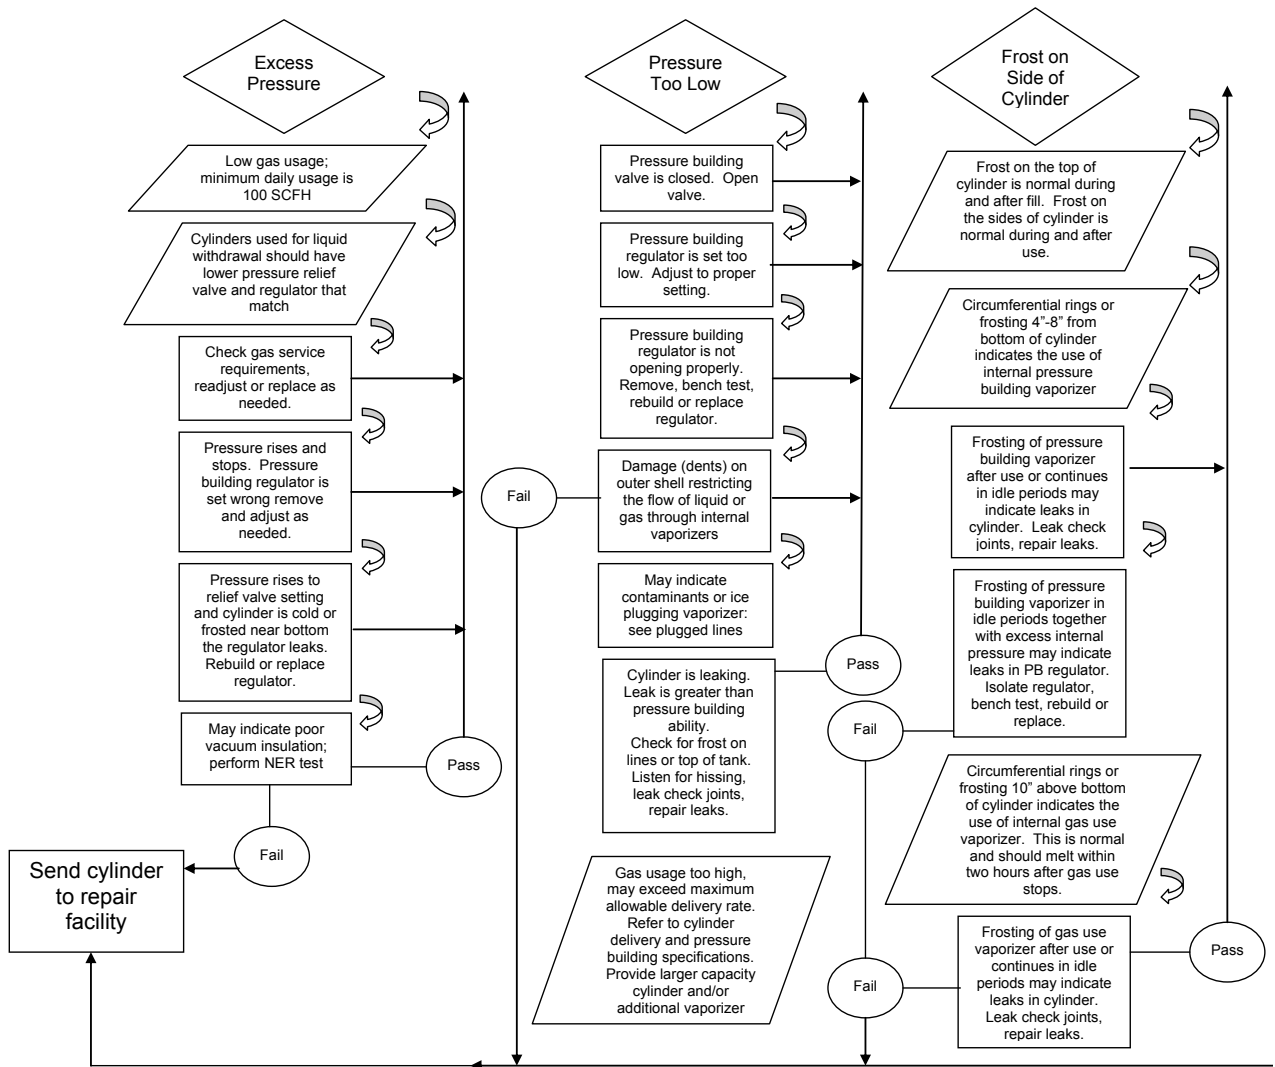 Excess
Pressure
Low gas usage;
minimum daily usage is
100 SCFH
Cylinders used for liquid
withdrawal should have
lower pressure relief
valve and regulator that
match
Check gas service
requirements,
readjust or replace as
needed.
Pressure rises and
stops. Pressure
building regulator is
set wrong remove
and adjust as
needed.
Pressure rises to
relief valve setting
and cylinder is cold or
frosted near bottom
the regulator leaks.
Rebuild or replace
regulator.
May indicate poor
vacuum insulation;
perform NER test
Pass
Fail
Send cylinder
to repair
facility
Pressure
Too Low
Pressure building
valve is closed. Open
valve.
Pressure building
regulator is set too
low. Adjust to proper
setting.
Pressure building
regulator is not
opening properly.
Remove, bench test,
rebuild or replace
regulator.
Fail
Damage (dents) on
outer shell restricting
the flow of liquid or
gas through internal
vaporizers
May indicate
contaminants or ice
plugging vaporizer:
see plugged lines
Cylinder is leaking.
Leak is greater than
pressure building
ability.
Check for frost on
lines or top of tank.
Listen for hissing,
leak check joints,
repair leaks.
Pass
Gas usage too high,
may exceed maximum
allowable delivery rate.
Refer to cylinder
delivery and pressure
building specifications.
Provide larger capacity
cylinder and/or
additional vaporizer
Frost on
Side of
Cylinder
Frost on the top of
cylinder is normal during
and after fill. Frost on
the sides of cylinder is
normal during and after
use.
Circumferential rings or
frosting 4”-8” from
bottom of cylinder
indicates the use of
internal pressure
building vaporizer
Frosting of pressure
building vaporizer
after use or continues
in idle periods may
indicate leaks in
cylinder. Leak check
joints, repair leaks.
Frosting of pressure
building vaporizer in
idle periods together
with excess internal
pressure may indicate
leaks in PB regulator.
Isolate regulator,
bench test, rebuild or
replace.
Fail
Circumferential rings or
frosting 10” above bottom
of cylinder indicates the
use of internal gas use
vaporizer. This is normal
and should melt within
two hours after gas use
stops.
Frosting of gas use
vaporizer after use or
continues in idle
periods may indicate
leaks in cylinder.
Leak check joints,
repair leaks.
Fail
Pass